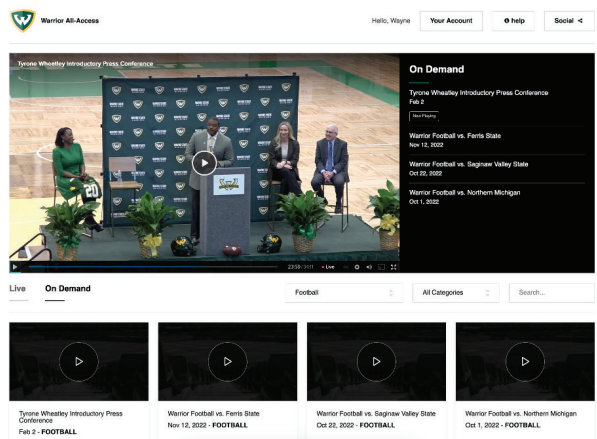 Warrior All-Access
Hello, Wayne
Your Account
help
Social
Tyrone Wheatley Introductory Press Conference
On Demand
Tyrone Wheatley Introductory Press Conference
Feb 2
Now Playing
Warrior Football vs. Ferris State
Nov 12, 2022
Warrior Football vs. Saginaw Valley State
Oct 22, 2022
Warrior Football vs. Northern Michigan
Oct 1, 2022
20
Live
Live
On Demand
Football
All Categories
Search...
Tyrone Wheatley Introductory Press
Conference
Feb 2 - FOOTBALL
Warrior Football vs. Ferris State
Nov 12, 2022 - FOOTBALL
Warrior Football vs. Saginaw Valley State
Oct 22, 2022 - FOOTBALL
Warrior Football vs. Northern Michigan
Oct 1, 2022 - FOOTBALL